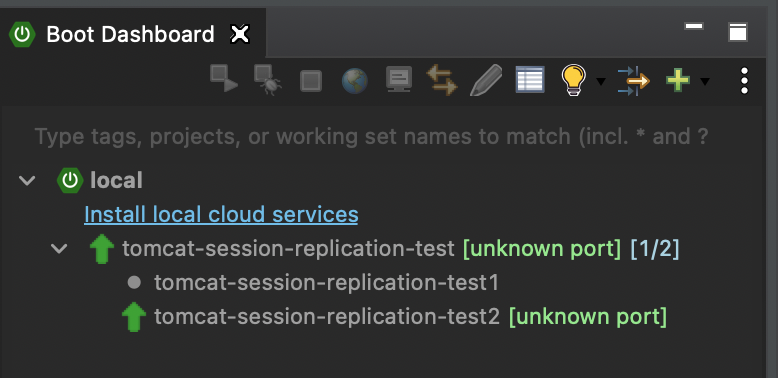 Boot Dashboard
Type tags, projects, or working set names to match (incl. * and ?
local
Install local cloud services
tomcat-session-replication-test [unknown port] [1/2]
tomcat-session-replication-test1
tomcat-session-replication-test2 [unknown port]